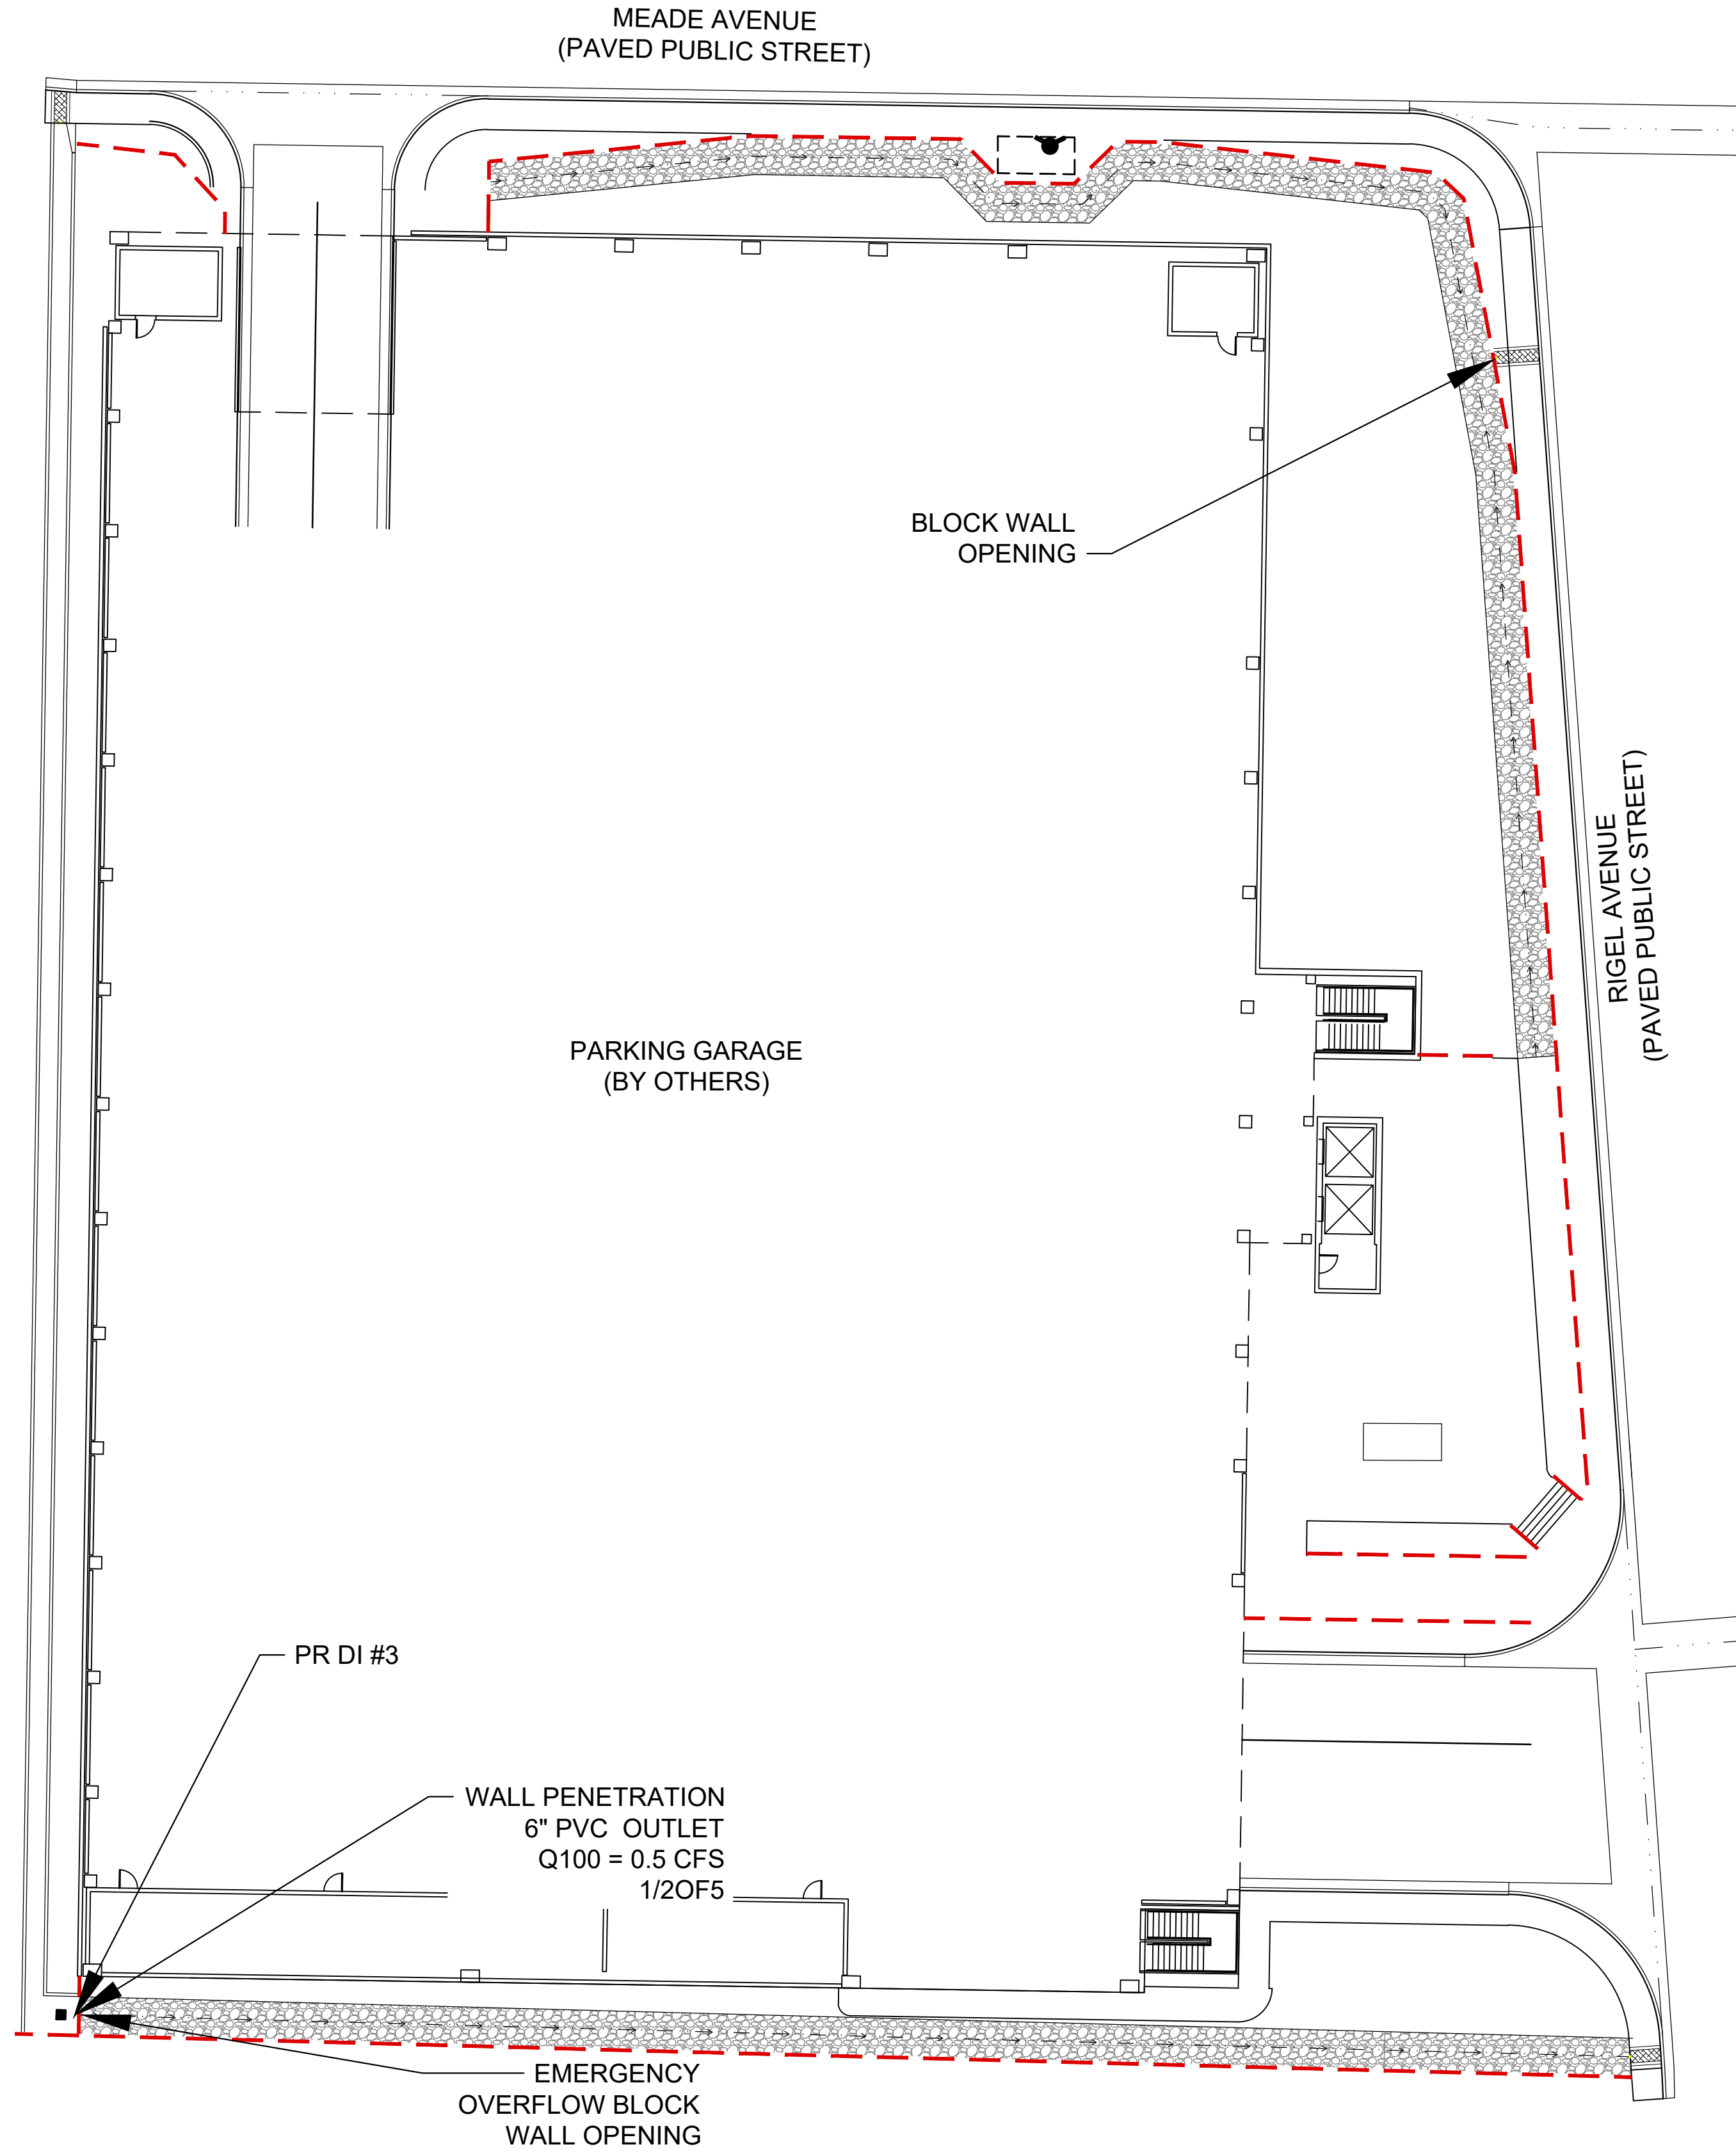 MEADE AVENUE
(PAVED PUBLIC STREET)
BLOCK WALL
OPENING
RIGEL AVENUE
(PAVED PUBLIC STREET)
PARKING GARAGE
(BY OTHERS)
PR DI #3
WALL PENETRATION
6" PVC OUTLET
Q100 = 0.5 CFS
1/2OF5
EMERGENCY
OVERFLOW BLOCK
WALL OPENING